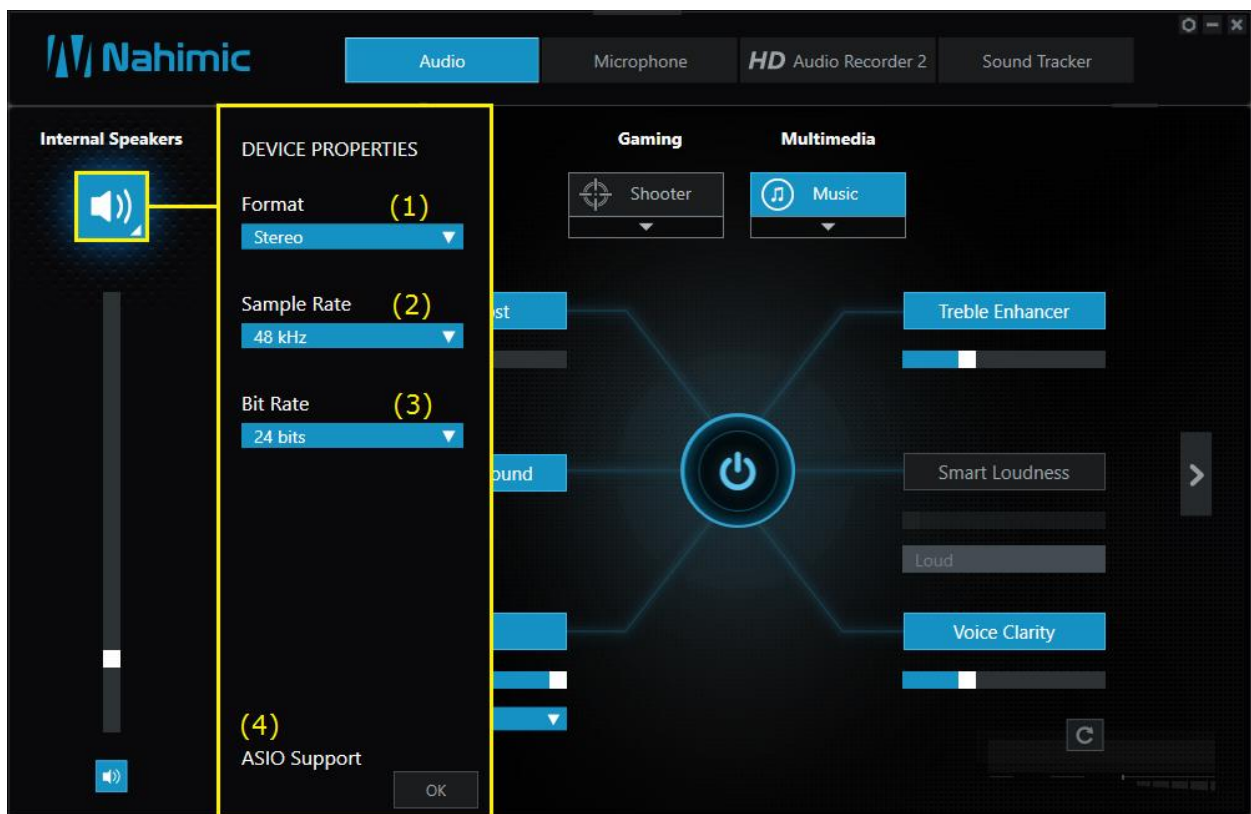 Nahimic
Audio
Microphone
HD Audio Recorder 2
Sound Tracker
Internal Speakers
DEVICE PROPERTIES
Format (1)
Stereo
Sample Rate (2)
48 kHz
Bit Rate (3)
24 bits
(4)
ASIO Support
OK
Gaming
Multimedia
Shooter
Music
st
Treble Enhancer
ound
Smart Loudness
Loud
Voice Clarity